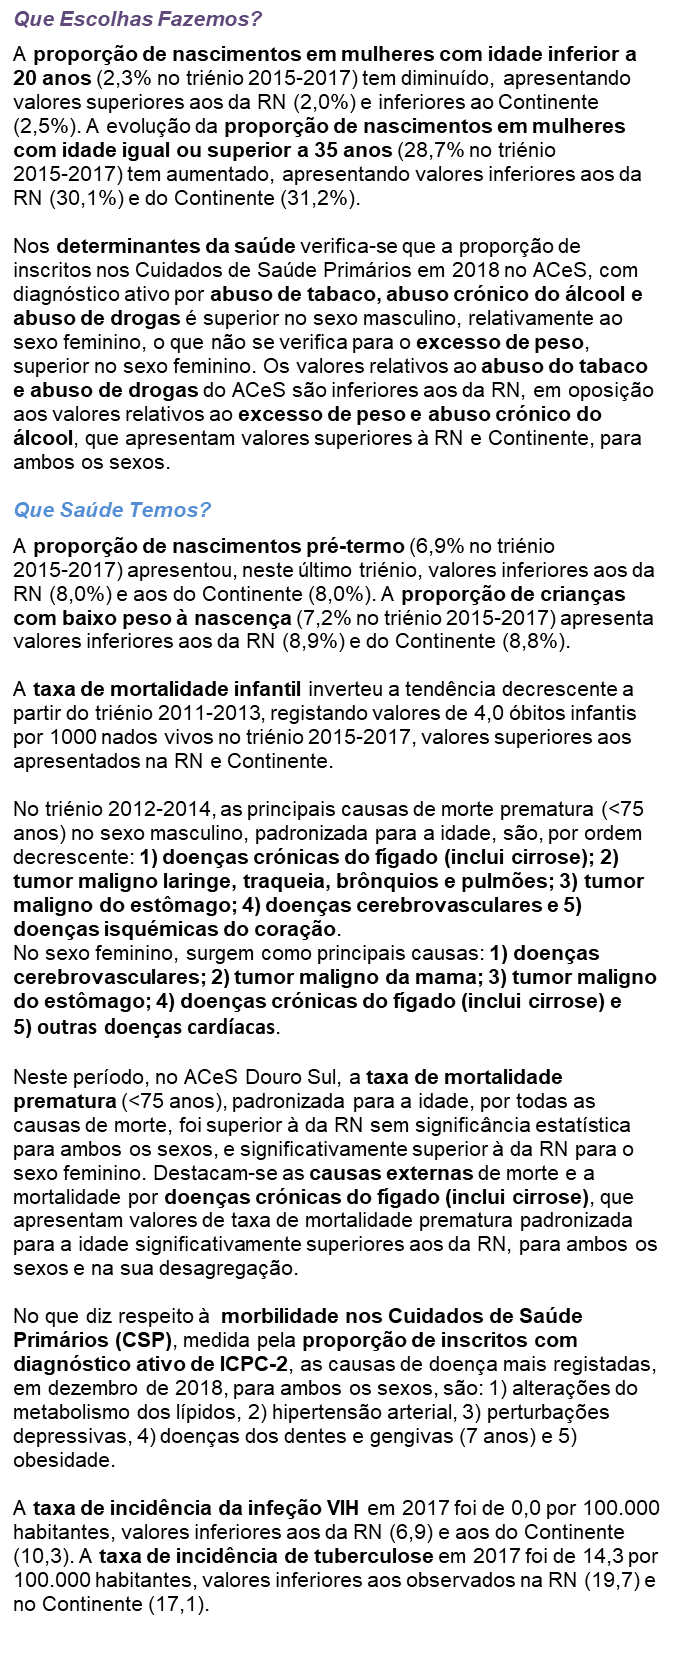 Que Escolhas Fazemos?
A proporção de nascimentos em mulheres com idade inferior a
20 anos (2,3% no triénio 2015-2017) tem diminuído, apresentando
valores superiores aos da RN (2,0%) e inferiores ao Continente
(2,5%). A evolução da proporção de nascimentos em mulheres
com idade igual ou superior a 35 anos (28,7% no triénio
2015-2017) tem aumentado, apresentando valores inferiores aos da
RN (30,1%) e do Continente (31,2%).
Nos determinantes da saúde verifica-se que a proporção de
inscritos nos Cuidados de Saúde Primários em 2018 no ACeS, com
diagnóstico ativo por abuso de tabaco, abuso crónico do álcool e
abuso de drogas é superior no sexo masculino, relativamente ao
sexo feminino, o que não se verifica para o excesso de peso,
superior no sexo feminino. Os valores relativos ao abuso do tabaco
e abuso de drogas do ACeS são inferiores aos da RN, em oposição
aos valores relativos ao excesso de peso e abuso crónico do
álcool, que apresentam valores superiores à RN e Continente, para
ambos os sexos.
Que Saúde Temos?
A proporção de nascimentos pré-termo (6,9% no triénio
2015-2017) apresentou, neste último triénio, valores inferiores aos da
RN (8,0%) e aos do Continente (8,0%). A proporção de crianças
com baixo peso à nascença (7,2% no triénio 2015-2017) apresenta
valores inferiores aos da RN (8,9%) e do Continente (8,8%).
A taxa de mortalidade infantil inverteu a tendência decrescente a
partir do triénio 2011-2013, registando valores de 4,0 óbitos infantis
por 1000 nados vivos no triénio 2015-2017, valores superiores aos
apresentados na RN e Continente.
No triénio 2012-2014, as principais causas de morte prematura (<75
anos) no sexo masculino, padronizada para a idade, são, por ordem
decrescente: 1) doenças crónicas do fígado (inclui cirrose); 2)
tumor maligno laringe, traqueia, brônquios e pulmões; 3) tumor
maligno do estômago; 4) doenças cerebrovasculares e 5)
doenças isquémicas do coração.
No sexo feminino, surgem como principais causas: 1) doenças
cerebrovasculares; 2) tumor maligno da mama; 3) tumor maligno
do estômago; 4) doenças crónicas do fígado (inclui cirrose) e
5) outras doenças cardíacas.
Neste período, no ACeS Douro Sul, a taxa de mortalidade
prematura (<75 anos), padronizada para a idade, por todas as
causas de morte, foi superior à da RN sem significância estatística
para ambos os sexos, e significativamente superior à da RN para o
sexo feminino. Destacam-se as causas externas de morte e a
mortalidade por doenças crónicas do fígado (inclui cirrose), que
apresentam valores de taxa de mortalidade prematura padronizada
para a idade significativamente superiores aos da RN, para ambos os
sexos e na sua desagregação.
No que diz respeito à morbilidade nos Cuidados de Saúde
Primários (CSP), medida pela proporção de inscritos com
diagnóstico ativo de ICPC-2, as causas de doença mais registadas,
em dezembro de 2018, para ambos os sexos, são: 1) alterações do
metabolismo dos lípidos, 2) hipertensão arterial, 3) perturbações
depressivas, 4) doenças dos dentes e gengivas (7 anos) e 5)
obesidade.
A taxa de incidência da infeção VIH em 2017 foi de 0,0 por 100.000
habitantes, valores inferiores aos da RN (6,9) e aos do Continente
(10,3). A taxa de incidência de tuberculose em 2017 foi de 14,3 por
100.000 habitantes, valores inferiores aos observados na RN (19,7) e
no Continente (17,1).